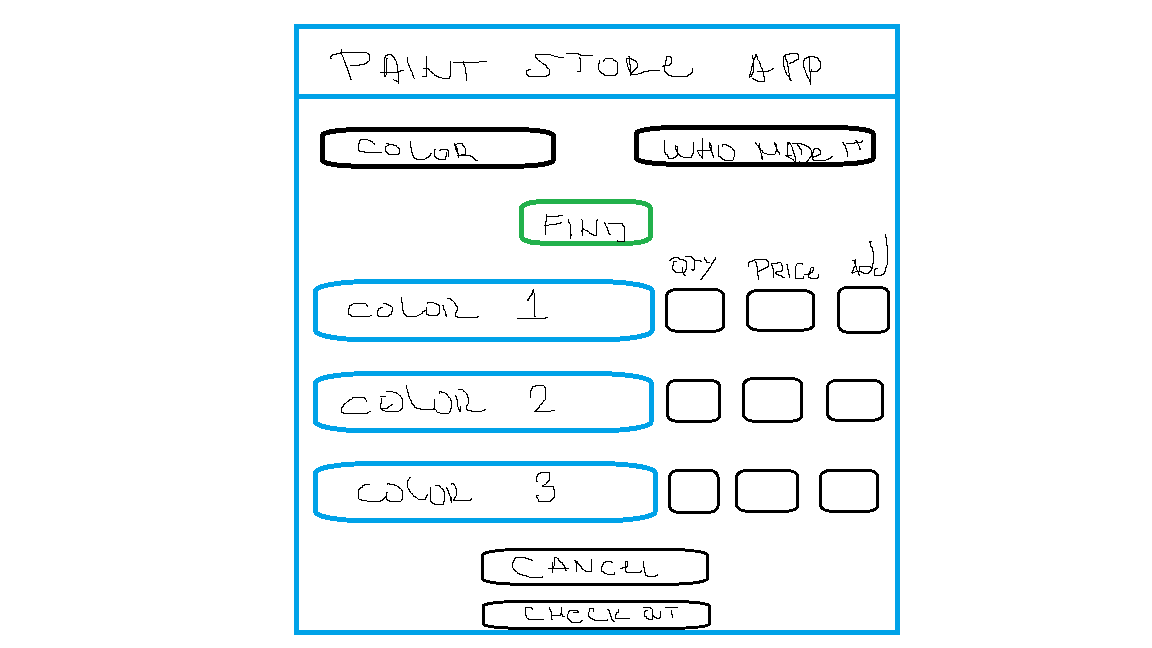 PAINT STORE APP
COLOR WHO MADE IT
FIND
QTY PRICE ADD
COLOR 1
COLOR 2
COLOR 3
CANCEL
CHECK OUT